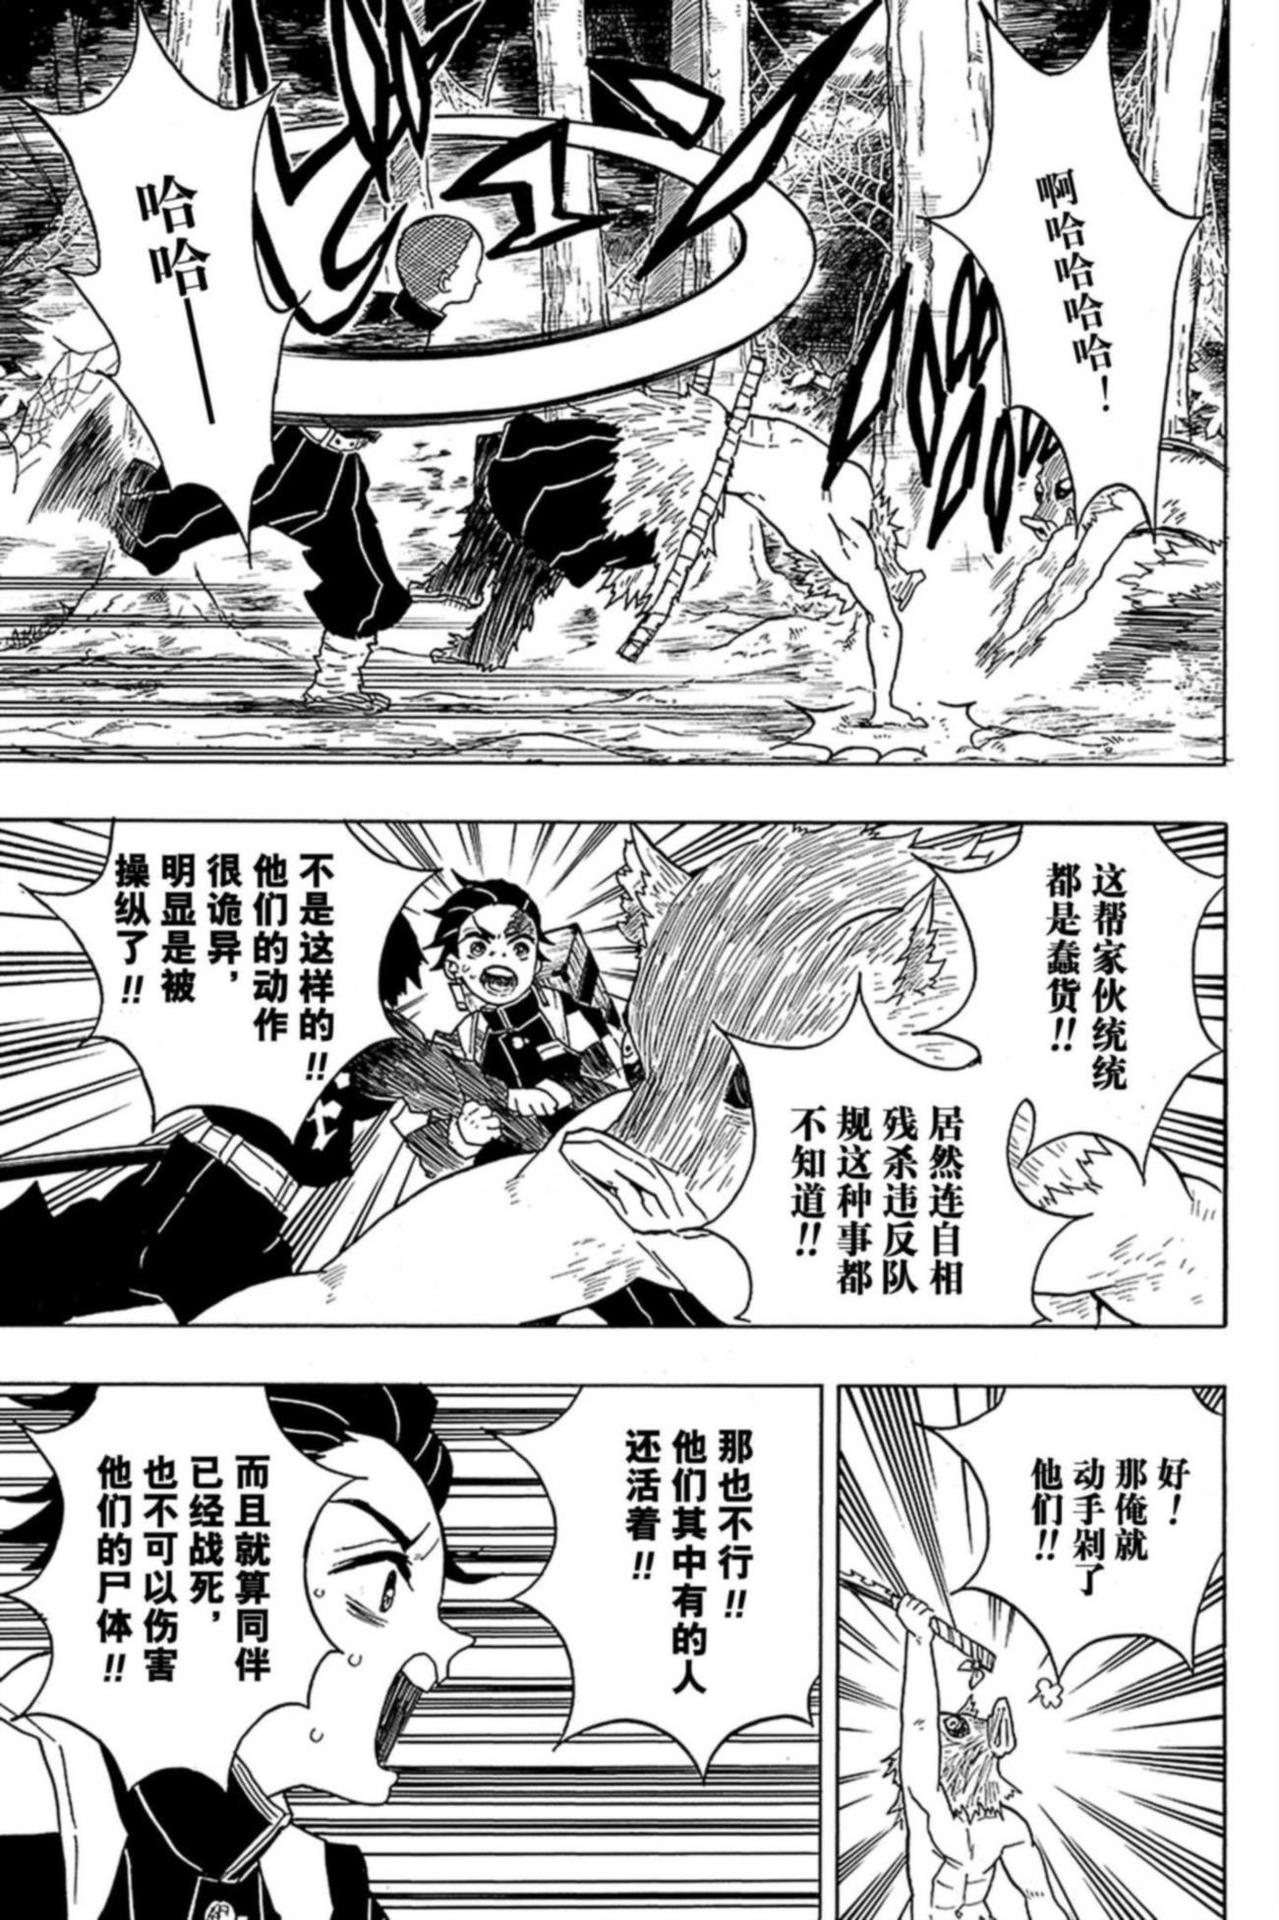 啊哈哈哈哈！
哈哈——
这帮家伙统统
都是蠢货!!
居然连自相
残杀违反队
规这种事都
不知道!!
不是这样的!!
他们的动作
很诡异，
明显是被
操纵了!!
好！
那俺就
动手剁了
他们!!
那也不行!!
他们其中有的人
还活着!!
而且就算同伴
已经战死，
也不可以伤害
他们的尸体!!